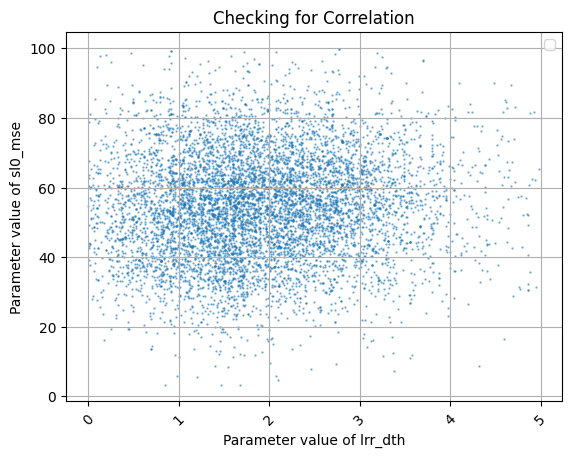 Checking for Correlation
Parameter value of sl0_mse
100
80
60
40
20
0
0 1 2 3 4 5
Parameter value of lrr_dth